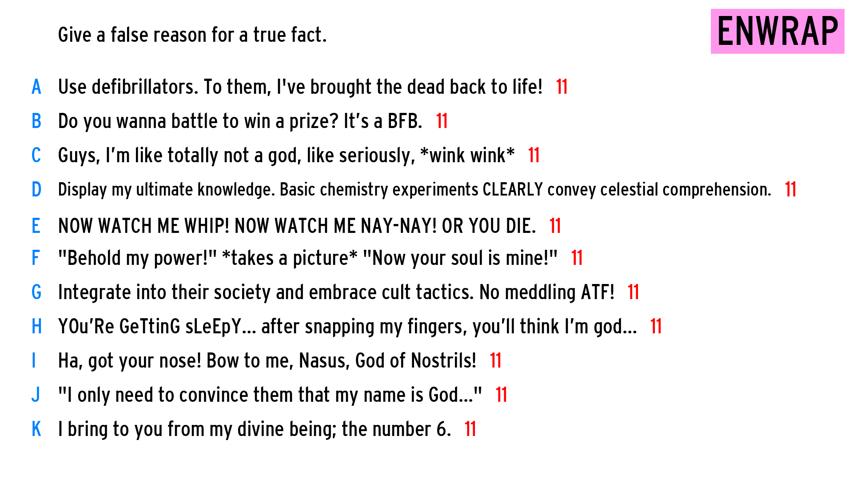 Give a false reason for a true fact.
ENWRAP
A Use defibrillators. To them, I've brought the dead back to life! 11
B Do you wanna battle to win a prize? It's a BFB. 11
C Guys, I'm like totally not a god, like seriously, *wink wink* 11
D Display my ultimate knowledge. Basic chemistry experiments CLEARLY convey celestial comprehension. 11
E NOW WATCH ME WHIP! NOW WATCH ME NAY-NAY! OR YOU DIE. 11
F "Behold my power!" *takes a picture* "Now your soul is mine!" 11
G Integrate into their society and embrace cult tactics. No meddling ATF! 11
H YOu'Re GeTtinG sLeEpY... after snapping my fingers, you'll think I'm god... 11
I Ha, got your nose! Bow to me, Nasus, God of Nostrils! 11
J "I only need to convince them that my name is God..." 11
K I bring to you from my divine being; the number 6. 11